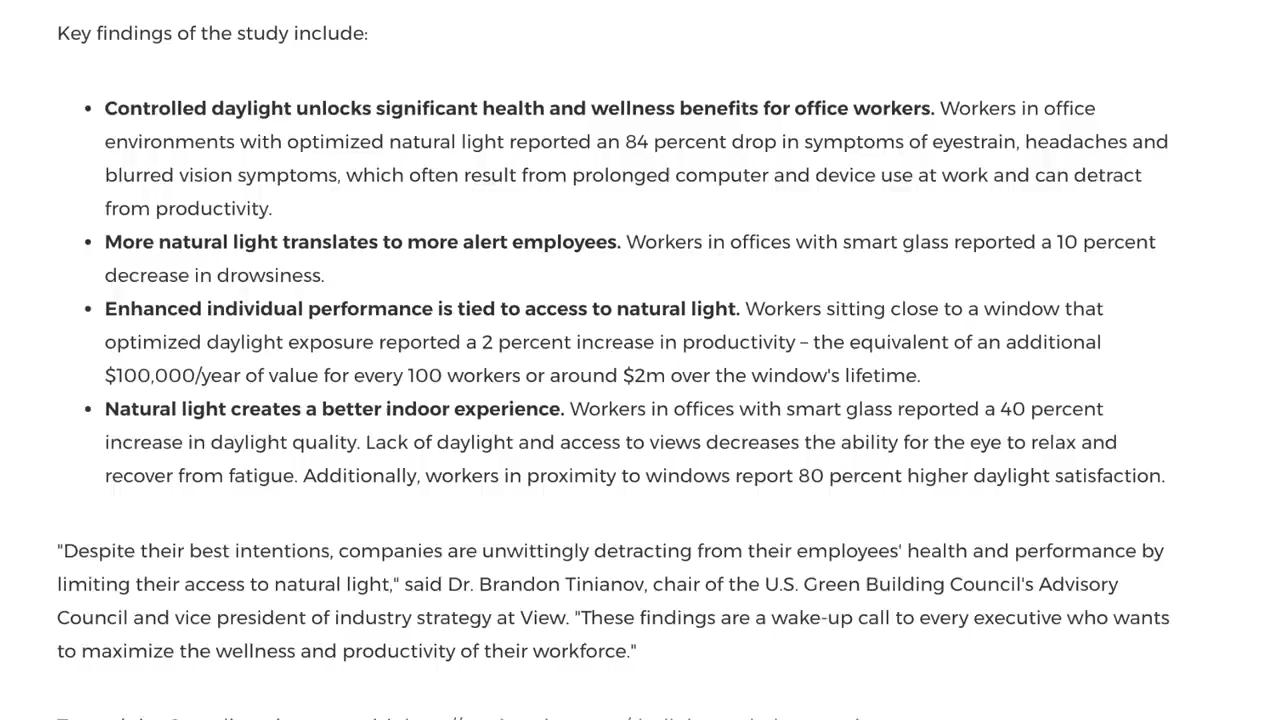 Key findings of the study include:
• Controlled daylight unlocks significant health and wellness benefits for office workers. Workers in office
environments with optimized natural light reported an 84 percent drop in symptoms of eyestrain, headaches and
blurred vision symptoms, which often result from prolonged computer and device use at work and can detract
from productivity.
• More natural light translates to more alert employees. Workers in offices with smart glass reported a 10 percent
decrease in drowsiness.
• Enhanced individual performance is tied to access to natural light. Workers sitting close to a window that
optimized daylight exposure reported a 2 percent increase in productivity – the equivalent of an additional
$100,000/year of value for every 100 workers or around $2m over the window's lifetime.
• Natural light creates a better indoor experience. Workers in offices with smart glass reported a 40 percent
increase in daylight quality. Lack of daylight and access to views decreases the ability for the eye to relax and
recover from fatigue. Additionally, workers in proximity to windows report 80 percent higher daylight satisfaction.
"Despite their best intentions, companies are unwittingly detracting from their employees' health and performance by
limiting their access to natural light," said Dr. Brandon Tinianov, chair of the U.S. Green Building Council's Advisory
Council and vice president of industry strategy at View. "These findings are a wake-up call to every executive who wants
to maximize the wellness and productivity of their workforce."